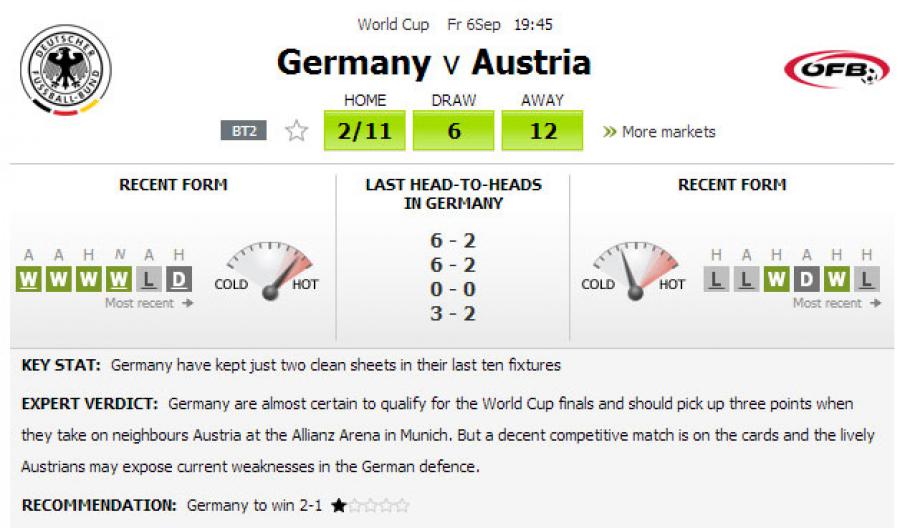 World Cup Fr 6Sep 19:45
DEUTSCHER
FUSSBALL-BUND
Germany v Austria
ÖFB
HOME DRAW AWAY
BT2 2/11 6 12 More markets
RECENT FORM
LAST HEAD-TO-HEADS
IN GERMANY
RECENT FORM
A A H N A H
W W W W L D
Most recent
COLD HOT
6 - 2
6 - 2
0 - 0
3 - 2
COLD HOT
H A H A H H
L L W D W L
Most recent
KEY STAT: Germany have kept just two clean sheets in their last ten fixtures
EXPERT VERDICT: Germany are almost certain to qualify for the World Cup finals and should pick up three points when
they take on neighbours Austria at the Allianz Arena in Munich. But a decent competitive match is on the cards and the lively
Austrians may expose current weaknesses in the German defence.
RECOMMENDATION: Germany to win 2-1